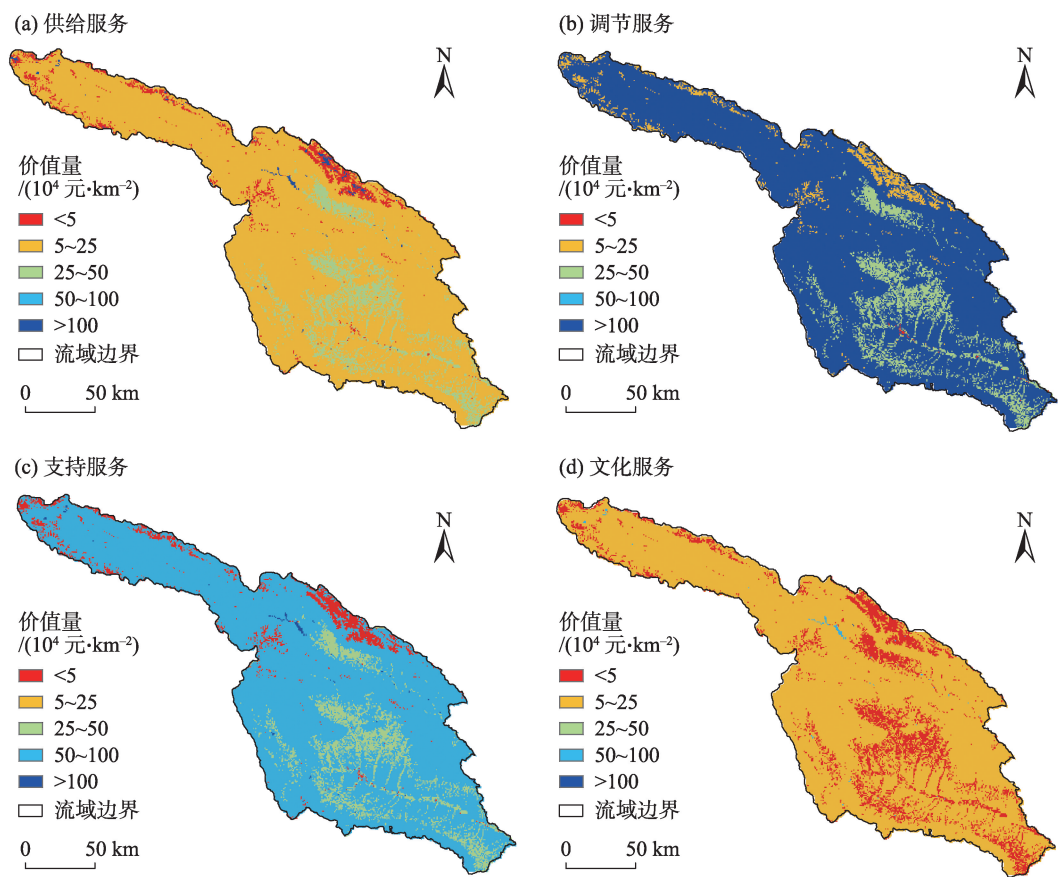 (a) 供给服务
N
价值量
/(10⁴ 元·km⁻²)
<5
5~25
25~50
50~100
>100
流域边界
0 50 km
(b) 调节服务
N
价值量
/(10⁴ 元·km⁻²)
<5
5~25
25~50
50~100
>100
流域边界
0 50 km
(c) 支持服务
N
价值量
/(10⁴ 元·km⁻²)
<5
5~25
25~50
50~100
>100
流域边界
0 50 km
(d) 文化服务
N
价值量
/(10⁴ 元·km⁻²)
<5
5~25
25~50
50~100
>100
流域边界
0 50 km